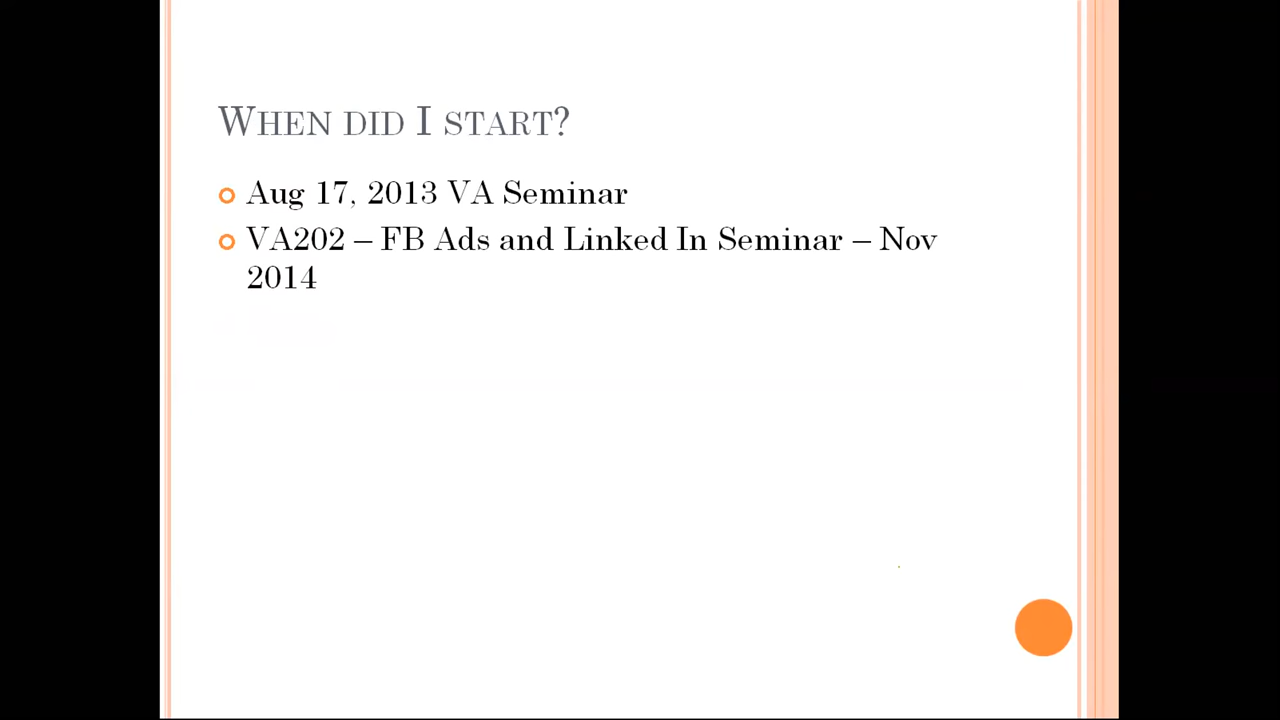 When did I start?
Aug 17, 2013 VA Seminar
VA202 – FB Ads and Linked In Seminar – Nov
2014